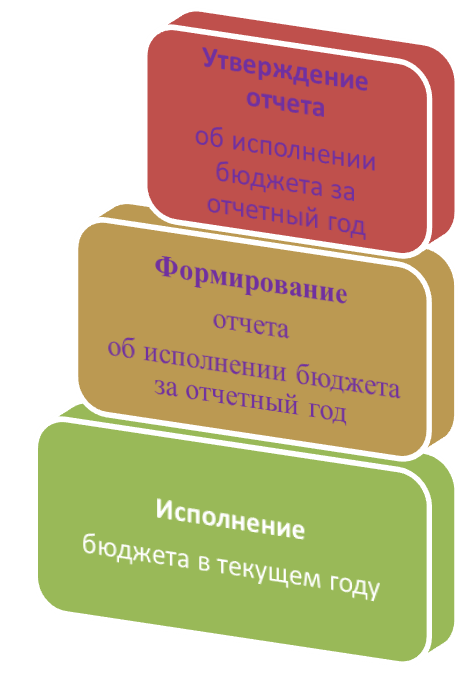 Утверждение
отчета
об исполнении
бюджета за
отчетный год
Формирование
отчета
об исполнении бюджета
за отчетный год
Исполнение
бюджета в текущем году